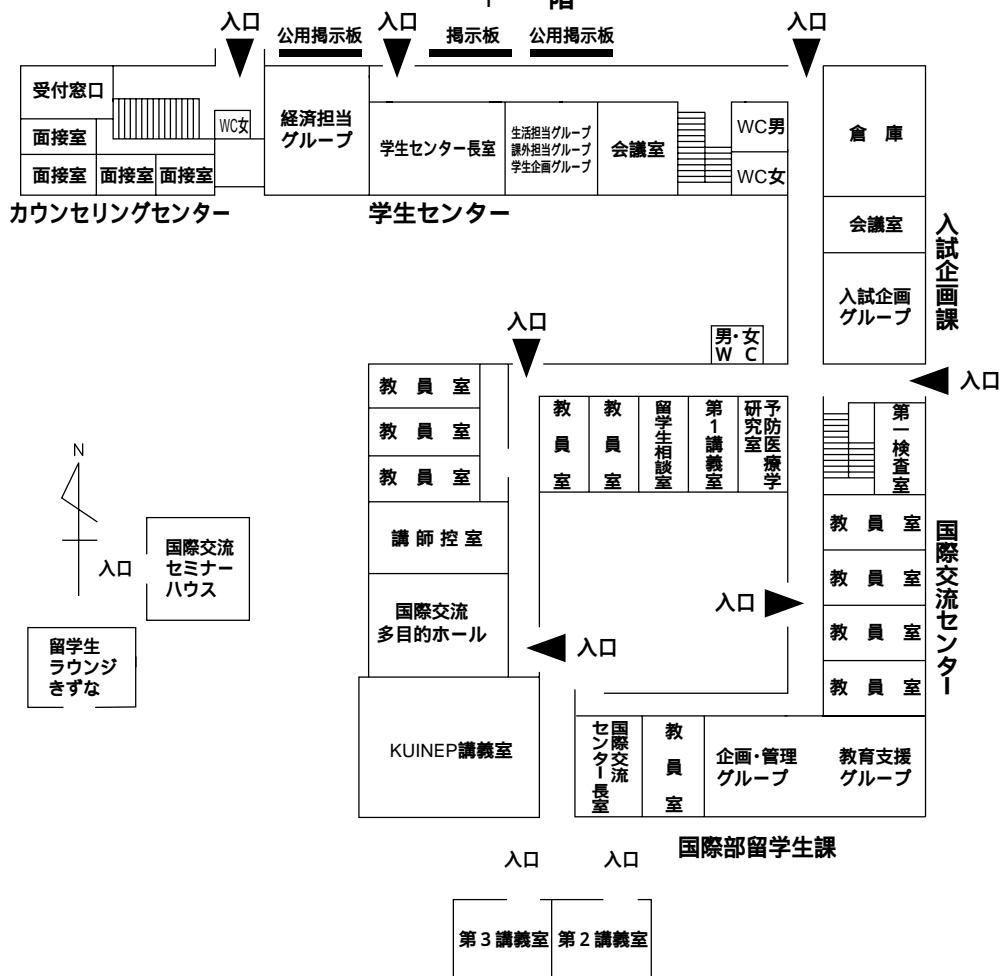 階
入口
入口
入口
公用掲示板
掲示板
公用掲示板
受付窓口
面接室
面接室
面接室
面接室
WC女
経済担当
グループ
学生センター長室
生活担当グループ
課外担当グループ
学生企画グループ
会議室
WC男
WC女
倉庫
会議室
入試企画
グループ
カウンセリングセンター
学生センター
入試企画課
入口
男・女
WC
入口
教員室
教員室
教員室
講師控室
国際交流
多目的ホール
KUINEP講義室
教員室
教員室
留学生相談室
第1講義室
予防医療学
研究室
第一検査室
教員室
教員室
教員室
教員室
国際交流センター
入口
入口
N
入口
国際交流
セミナー
ハウス
留学生
ラウンジ
きずな
国際交流
センター長室
教員室
企画・管理
グループ
教育支援
グループ
国際部留学生課
入口
入口
第3講義室
第2講義室